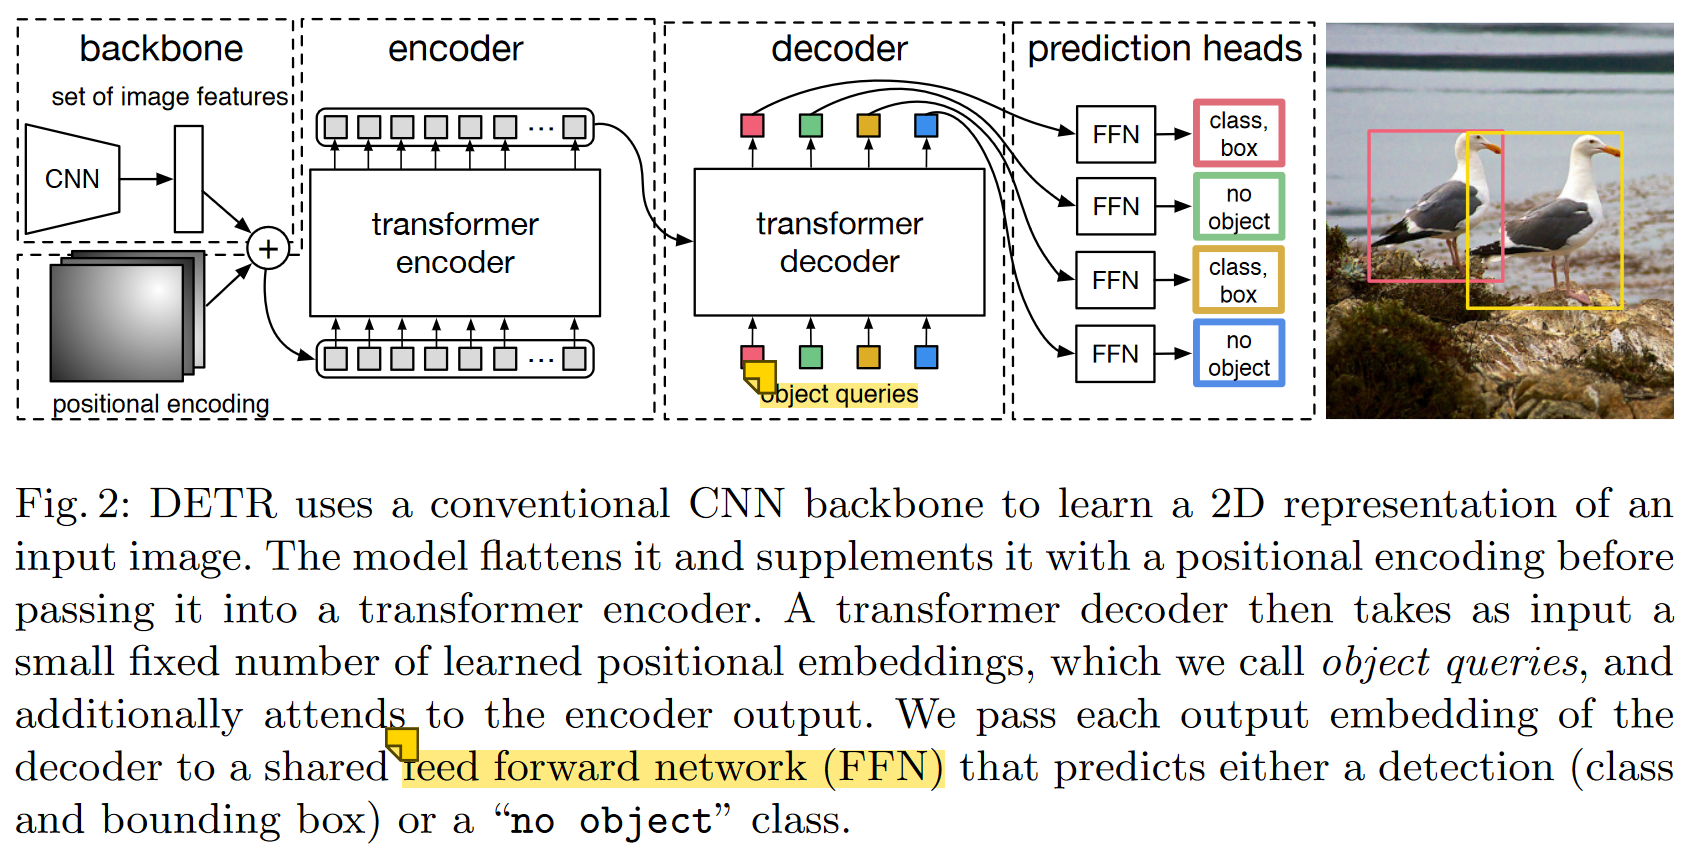 backbone
encoder
decoder
prediction heads
set of image features
CNN
+
positional encoding
transformer
encoder
...
...
transformer
decoder
object queries
FFN
class,
box
FFN
no
object
FFN
class,
box
FFN
no
object
Fig. 2: DETR uses a conventional CNN backbone to learn a 2D representation of an
input image. The model flattens it and supplements it with a positional encoding before
passing it into a transformer encoder. A transformer decoder then takes as input a
small fixed number of learned positional embeddings, which we call object queries, and
additionally attends to the encoder output. We pass each output embedding of the
decoder to a shared feed forward network (FFN) that predicts either a detection (class
and bounding box) or a “no object” class.